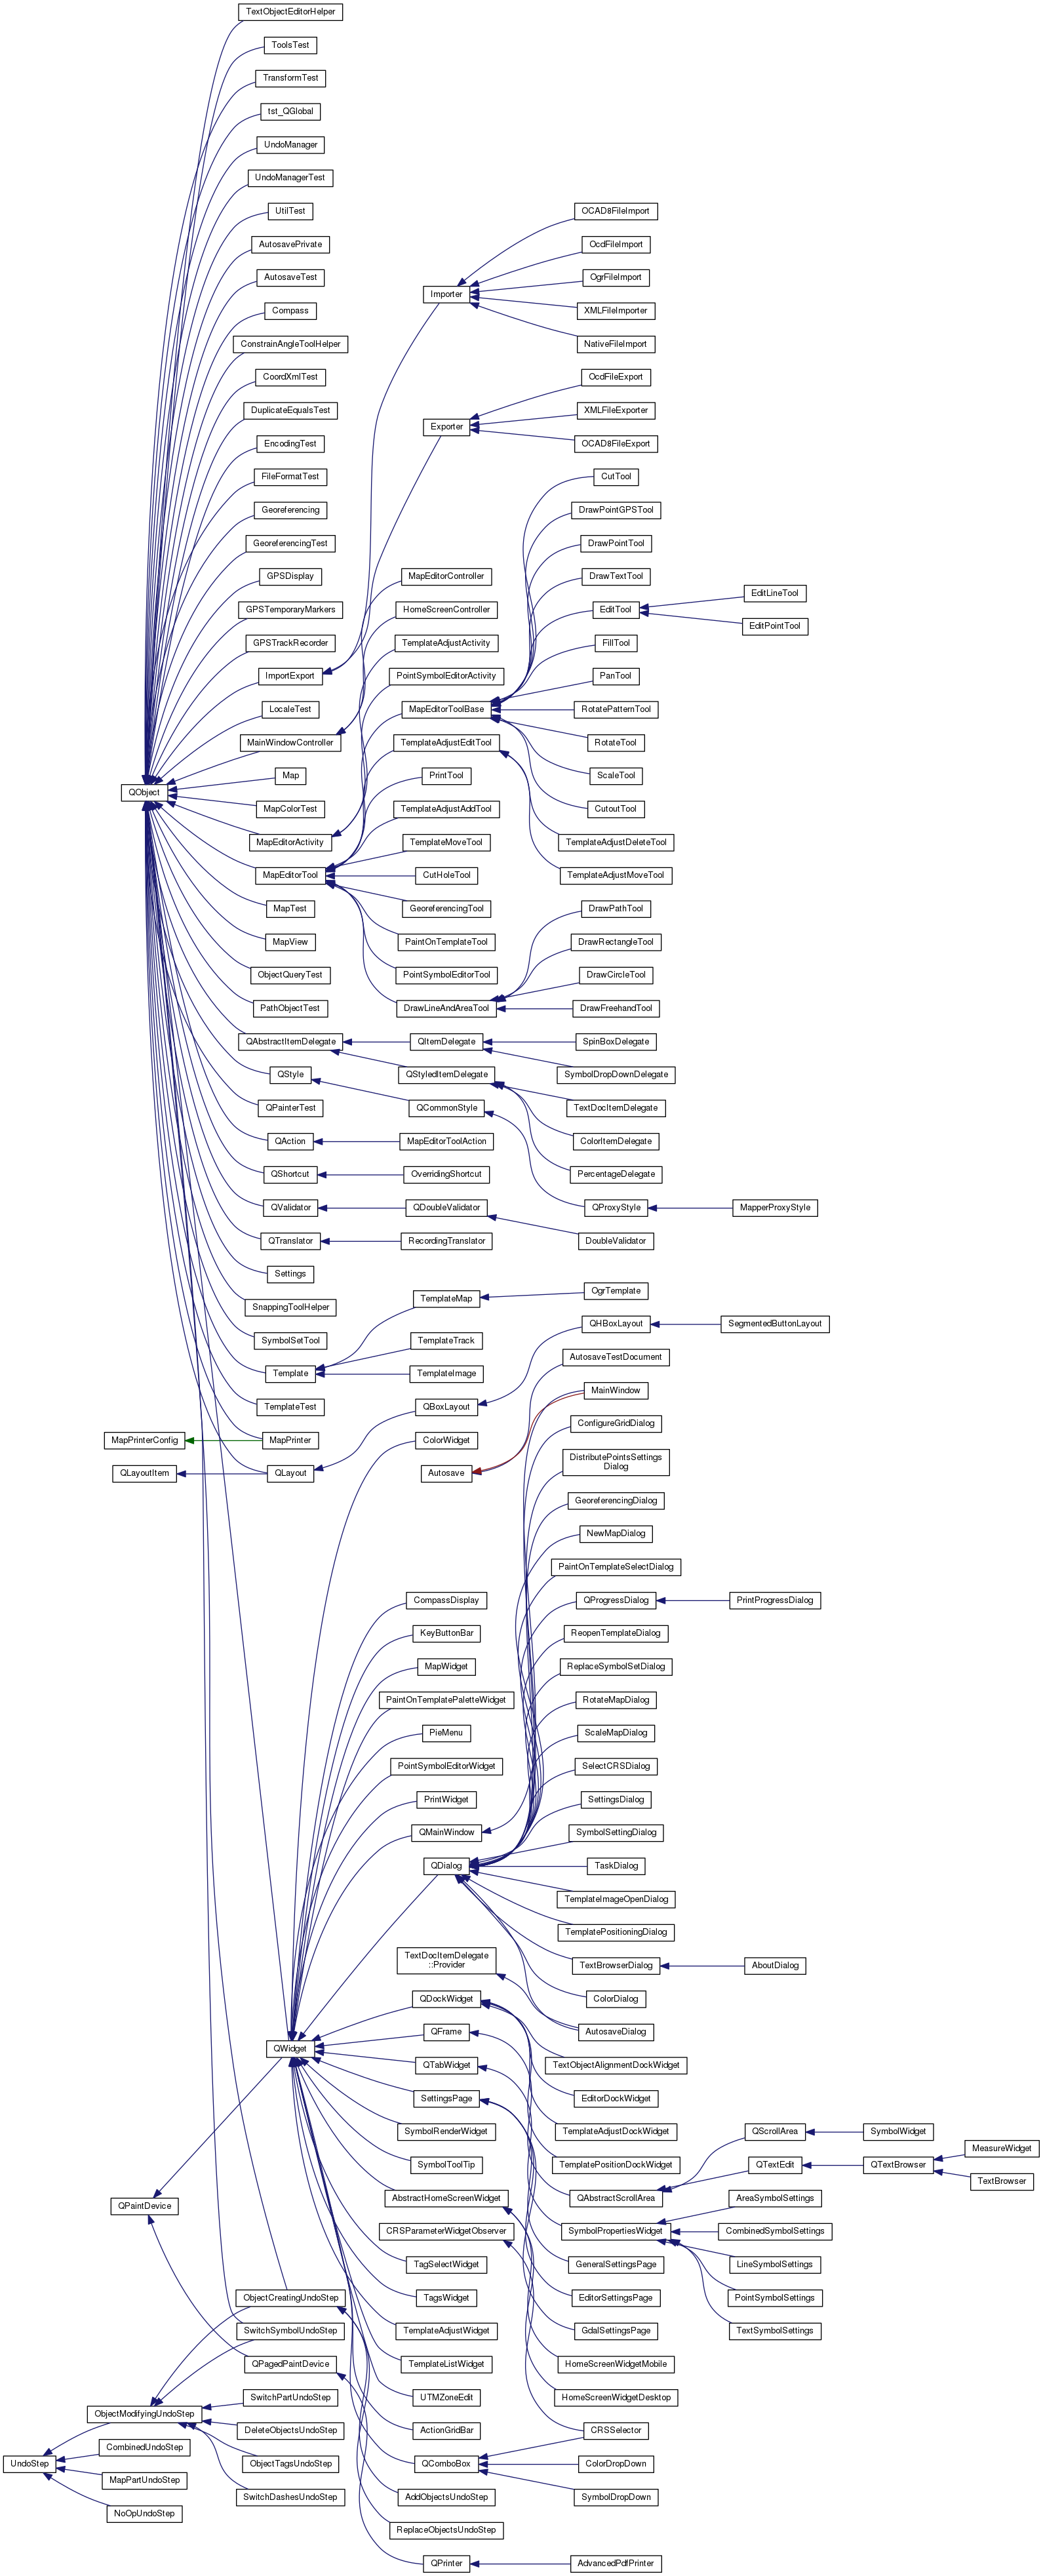 TextObjectEditorHelper
ToolsTest
TransformTest
tst_QGlobal
UndoManager
UndoManagerTest
UtilTest
OCAD8FileImport
AutosavePrivate
OcdFileImport
AutosaveTest
OgrFileImport
Importer
Compass
XMLFileImporter
ConstrainAngleToolHelper
NativeFileImport
CoordXmlTest
OcdFileExport
DuplicateEqualsTest
XMLFileExporter
Exporter
EncodingTest
OCAD8FileExport
FileFormatTest
CutTool
Georeferencing
DrawPointGPSTool
GeoreferencingTest
DrawPointTool
GPSDisplay
MapEditorController
DrawTextTool
EditLineTool
GPSTemporaryMarkers
HomeScreenController
EditTool
EditPointTool
GPSTrackRecorder
TemplateAdjustActivity
FillTool
ImportExport
PointSymbolEditorActivity
PanTool
LocaleTest
MapEditorToolBase
RotatePatternTool
MainWindowController
TemplateAdjustEditTool
RotateTool
Map
PrintTool
ScaleTool
QObject
MapColorTest
TemplateAdjustAddTool
CutoutTool
MapEditorActivity
TemplateMoveTool
TemplateAdjustDeleteTool
MapEditorTool
CutHoleTool
TemplateAdjustMoveTool
MapTest
GeoreferencingTool
DrawPathTool
MapView
PaintOnTemplateTool
DrawRectangleTool
ObjectQueryTest
PointSymbolEditorTool
DrawCircleTool
PathObjectTest
DrawLineAndAreaTool
DrawFreehandTool
QAbstractItemDelegate
QItemDelegate
SpinBoxDelegate
QStyle
QStyledItemDelegate
SymbolDropDownDelegate
QPainterTest
QCommonStyle
TextDocItemDelegate
QAction
MapEditorToolAction
ColorItemDelegate
QShortcut
OverridingShortcut
PercentageDelegate
QValidator
QDoubleValidator
QProxyStyle
MapperProxyStyle
QTranslator
RecordingTranslator
DoubleValidator
Settings
OgrTemplate
TemplateMap
SnappingToolHelper
QHBoxLayout
SegmentedButtonLayout
SymbolSetTool
TemplateTrack
AutosaveTestDocument
Template
TemplateImage
MainWindow
TemplateTest
QBoxLayout
ConfigureGridDialog
MapPrinterConfig
MapPrinter
ColorWidget
DistributePointsSettings
Dialog
QLayoutItem
QLayout
Autosave
GeoreferencingDialog
NewMapDialog
PaintOnTemplateSelectDialog
CompassDisplay
QProgressDialog
PrintProgressDialog
KeyButtonBar
ReopenTemplateDialog
MapWidget
ReplaceSymbolSetDialog
PaintOnTemplatePaletteWidget
RotateMapDialog
PieMenu
ScaleMapDialog
PointSymbolEditorWidget
SelectCRSDialog
PrintWidget
SettingsDialog
QMainWindow
SymbolSettingDialog
QDialog
TaskDialog
TemplateImageOpenDialog
TemplatePositioningDialog
TextDocItemDelegate
::Provider
TextBrowserDialog
AboutDialog
QDockWidget
ColorDialog
QFrame
AutosaveDialog
QWidget
QTabWidget
TextObjectAlignmentDockWidget
SettingsPage
EditorDockWidget
SymbolRenderWidget
TemplateAdjustDockWidget
QScrollArea
SymbolWidget
MeasureWidget
SymbolToolTip
TemplatePositionDockWidget
QTextEdit
QTextBrowser
TextBrowser
QPaintDevice
AbstractHomeScreenWidget
QAbstractScrollArea
AreaSymbolSettings
CRSParameterWidgetObserver
SymbolPropertiesWidget
CombinedSymbolSettings
TagSelectWidget
GeneralSettingsPage
LineSymbolSettings
ObjectCreatingUndoStep
TagsWidget
EditorSettingsPage
PointSymbolSettings
SwitchSymbolUndoStep
TemplateAdjustWidget
GdalSettingsPage
TextSymbolSettings
QPagedPaintDevice
TemplateListWidget
HomeScreenWidgetMobile
SwitchPartUndoStep
UTMZoneEdit
HomeScreenWidgetDesktop
ObjectModifyingUndoStep
DeleteObjectsUndoStep
ActionGridBar
CRSSelector
CombinedUndoStep
UndoStep
ObjectTagsUndoStep
QComboBox
ColorDropDown
MapPartUndoStep
SwitchDashesUndoStep
AddObjectsUndoStep
SymbolDropDown
NoOpUndoStep
ReplaceObjectsUndoStep
QPrinter
AdvancedPdfPrinter